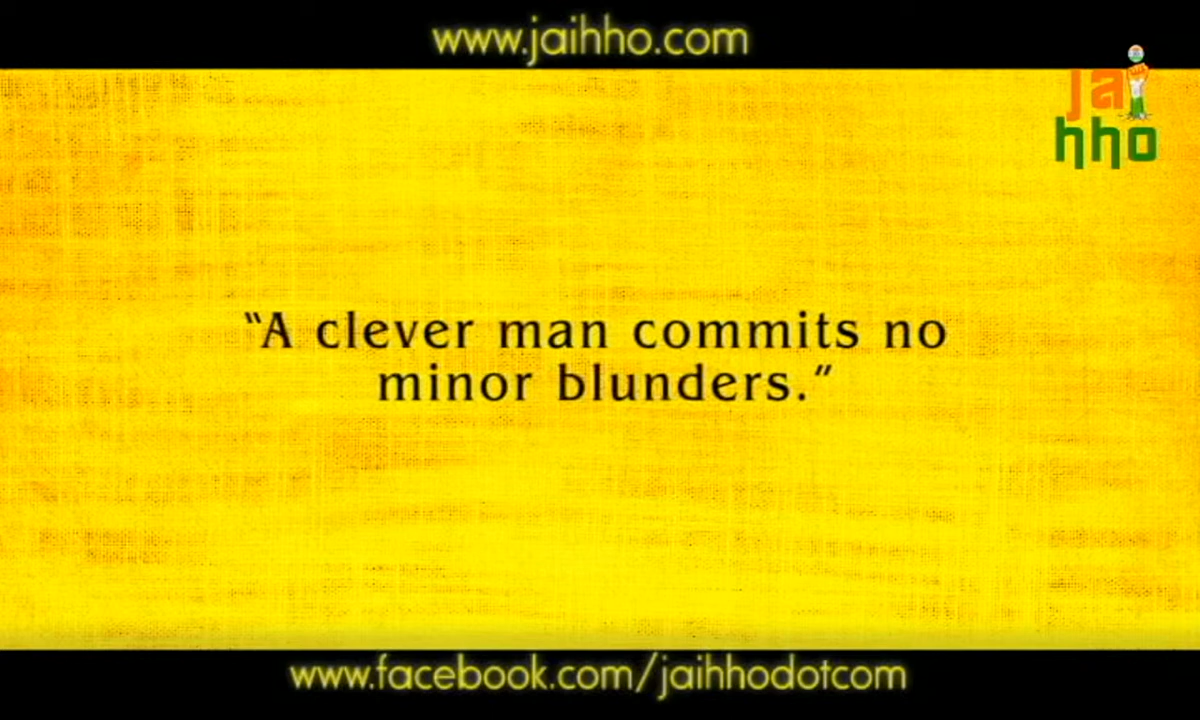 www.jaihho.com
jai
hho
“A clever man commits no
minor blunders.”
www.facebook.com/jaihhodotcom